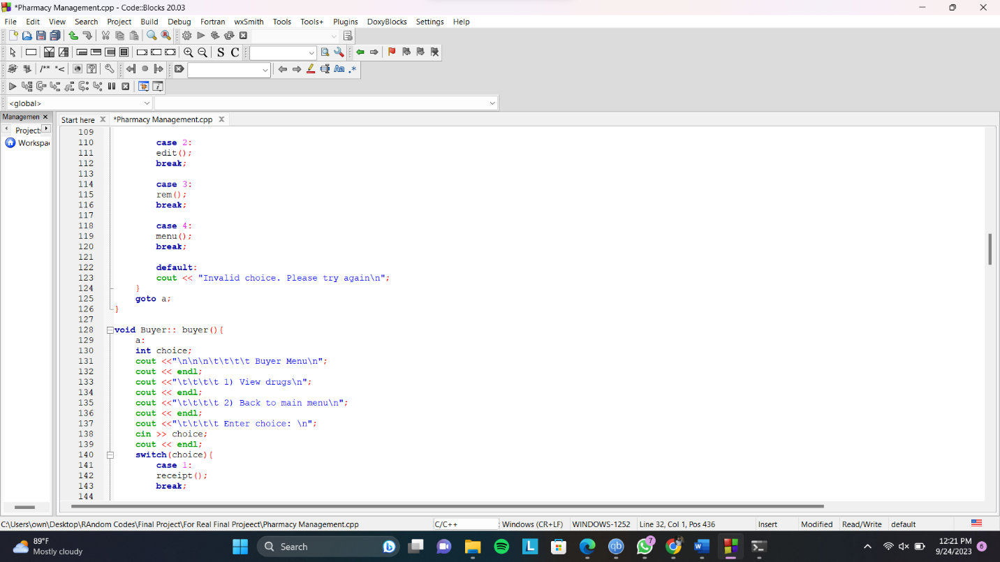 *Pharmacy Management.cpp - Code::Blocks 20.03
File Edit View Search Project Build Debug Fortran wxSmith Tools Tools+ Plugins DoxyBlocks Settings Help
S C
/** *< Aa .*
<global>
Managemen
Start here *Pharmacy Management.cpp
Project
Workspa
109
110 case 2:
111 edit();
112 break;
113
114 case 3:
115 rem();
116 break;
117
118 case 4:
119 menu();
120 break;
121
122 default:
123 cout << "Invalid choice. Please try again\n";
124 }
125 goto a;
126 }
127
128 void Buyer:: buyer(){
129 a:
130 int choice;
131 cout <<"\n\n\n\t\t\t\t Buyer Menu\n";
132 cout << endl;
133 cout <<"\t\t\t\t 1) View drugs\n";
134 cout << endl;
135 cout <<"\t\t\t\t 2) Back to main menu\n";
136 cout << endl;
137 cout <<"\t\t\t\t Enter choice: \n";
138 cin >> choice;
139 cout << endl;
140 switch(choice){
141 case 1:
142 receipt();
143 break;
144
C:\Users\own\Desktop\RAndom Codes\Final Project\For Real Final Projeect\Pharmacy Management.cpp C/C++ Windows (CR+LF) WINDOWS-1252 Line 32, Col 1, Pos 436 Insert Modified Read/Write default
89°F
Mostly cloudy
Search
L
qb
7
W
12:21 PM
9/24/2023
6